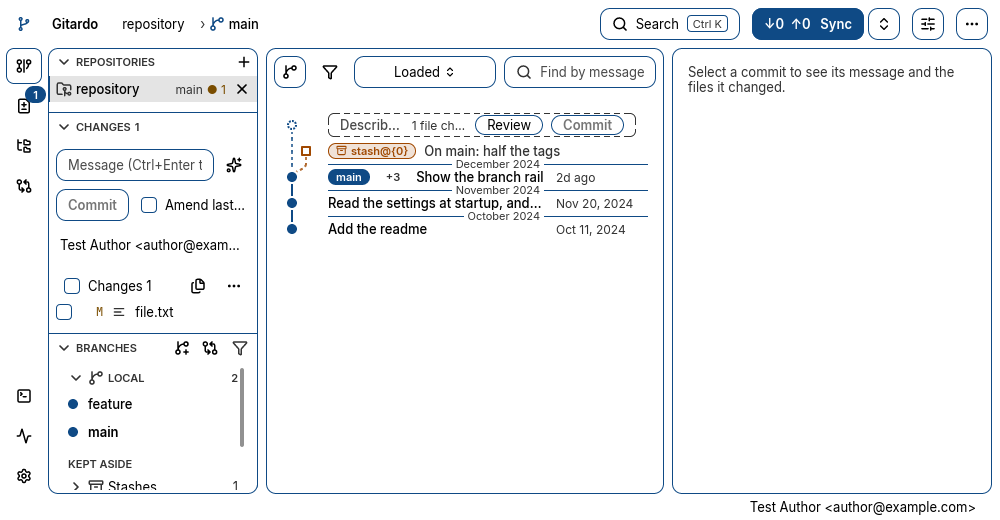 Gitardo repository › main Search Ctrl K ↓0 ↑0 Sync
REPOSITORIES
repository main 1
1
CHANGES 1
Message (Ctrl+Enter t
Commit Amend last...
Test Author <author@exam...
Changes 1
M file.txt
BRANCHES
LOCAL 2
feature
main
KEPT ASIDE
Stashes 1
Loaded Find by message
Describ... 1 file ch... Review Commit
stash@{0} On main: half the tags
December 2024
main +3 Show the branch rail 2d ago
November 2024
Read the settings at startup, and... Nov 20, 2024
October 2024
Add the readme Oct 11, 2024
Select a commit to see its message and the
files it changed.
Test Author <author@example.com>